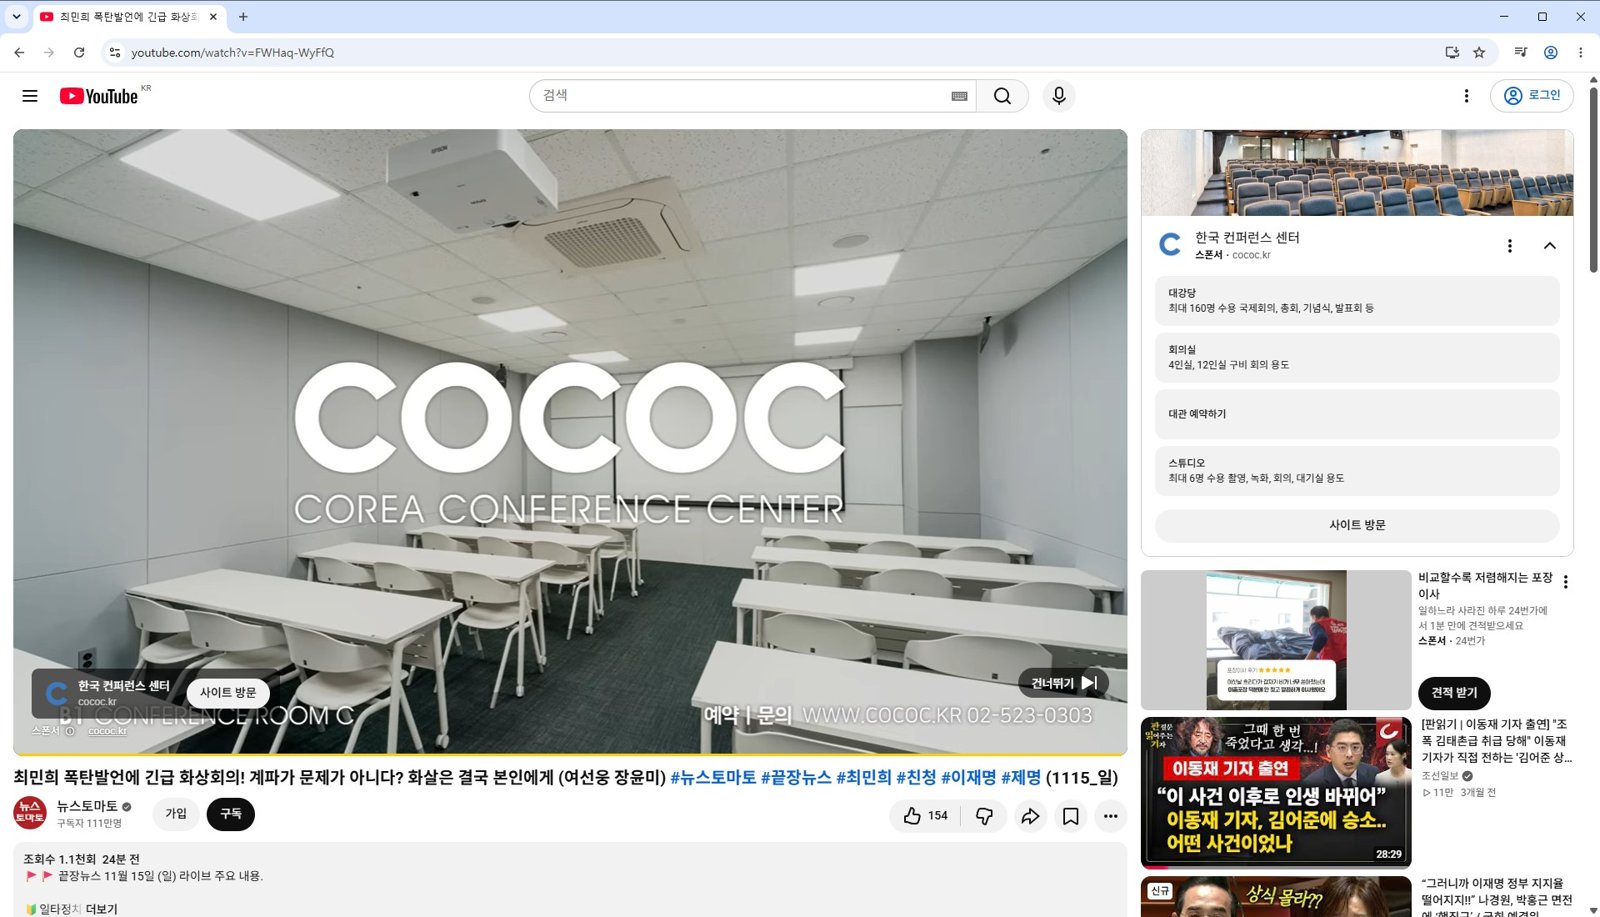 최민희 폭탄발언에 긴급 화상회
youtube.com/watch?v=FWHaq-WyFfQ
YouTube KR
검색
로그인
EPSON
COCOC
COREA CONFERENCE CENTER
한국 컨퍼런스 센터
cococ.kr
사이트 방문
건너뛰기
B1 CONFERENCE ROOM C
예약 | 문의 WWW.COCOC.KR 02-523-0303
스폰서
cococ.kr
최민희 폭탄발언에 긴급 화상회의! 계파가 문제가 아니다? 화살은 결국 본인에게 (여선웅 장윤미) #뉴스토마토 #끝장뉴스 #최민희 #친청 #이재명 #제명 (1115_일)
뉴스
토마토
뉴스토마토
구독자 111만명
가입
구독
154
조회수 1.1천회 24분 전
🚩🚩 끝장뉴스 11월 15일 (일) 라이브 주요 내용.
🔰일타정치 더보기
한국 컨퍼런스 센터
스폰서 · cococ.kr
대강당
최대 160명 수용 국제회의, 총회, 기념식, 발표회 등
회의실
4인실, 12인실 구비 회의 용도
대관 예약하기
스튜디오
최대 6명 수용 촬영, 녹화, 회의, 대기실 용도
사이트 방문
비교할수록 저렴해지는 포장
이사
일하느라 사라진 하루 24번가에
서 1분 만에 견적받으세요
스폰서 · 24번가
견적 받기
그때 한 번
죽었다고 생각...!
이동재 기자 출연
“이 사건 이후로 인생 바뀌어”
이동재 기자, 김어준에 승소..
어떤 사건이었나
28:29
[판읽기 | 이동재 기자 출연] "조
폭 김태촌급 취급 당해" 이동재
기자가 직접 전하는 '김어준 상...
조선일보
11만 3개월 전
신규
상식 몰라??
“그러니까 이재명 정부 지지율
떨어지지!!” 나경원, 박홍근 면전